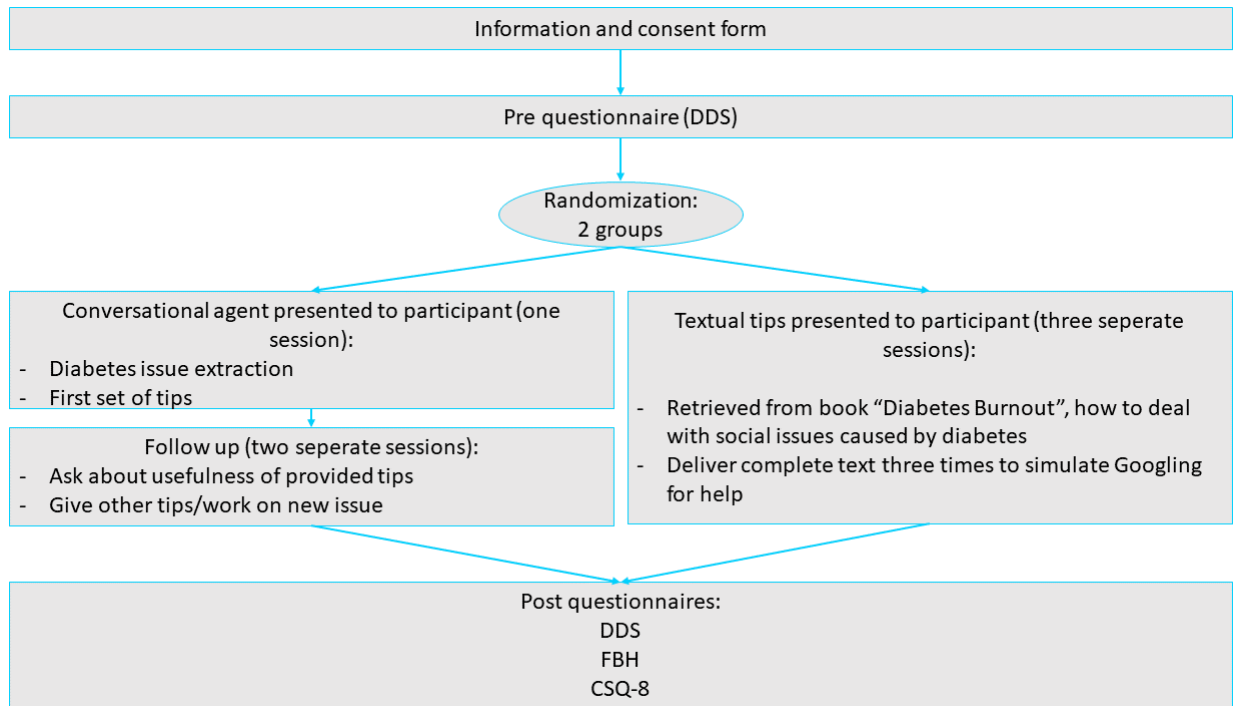 Information and consent form
Pre questionnaire (DDS)
Randomization:
2 groups
Conversational agent presented to participant (one
session):
- Diabetes issue extraction
- First set of tips
Follow up (two seperate sessions):
- Ask about usefulness of provided tips
- Give other tips/work on new issue
Textual tips presented to participant (three seperate
sessions):
- Retrieved from book “Diabetes Burnout”, how to deal
with social issues caused by diabetes
- Deliver complete text three times to simulate Googling
for help
Post questionnaires:
DDS
FBH
CSQ-8